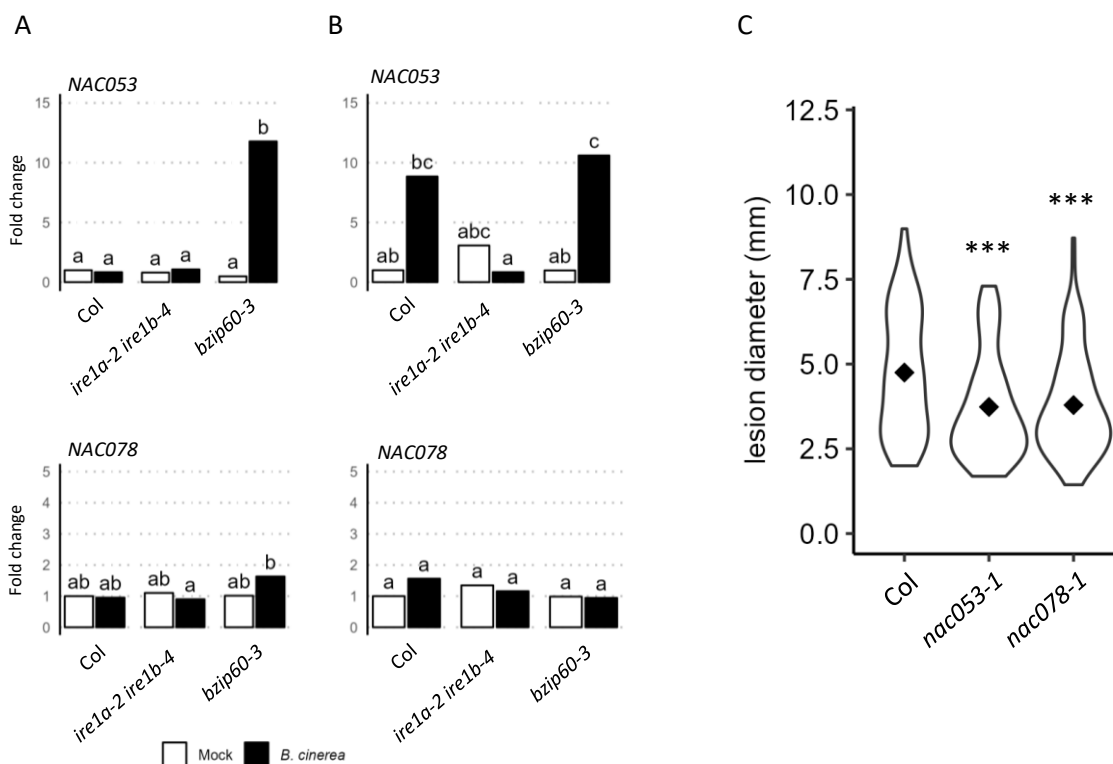 A
B
C
NAC053
Fold change
15
10
5
0
a
a
a
a
a
b
Col
ire1a-2 ire1b-4
bzip60-3
NAC053
15
10
5
0
ab
bc
abc
a
ab
c
Col
ire1a-2 ire1b-4
bzip60-3
NAC078
Fold change
5
4
3
2
1
0
ab
ab
ab
a
ab
b
Col
ire1a-2 ire1b-4
bzip60-3
NAC078
5
4
3
2
1
0
a
a
a
a
a
a
Col
ire1a-2 ire1b-4
bzip60-3
Mock
B. cinerea
lesion diameter (mm)
12.5
10.0
7.5
5.0
2.5
0.0
***
***
Col
nac053-1
nac078-1